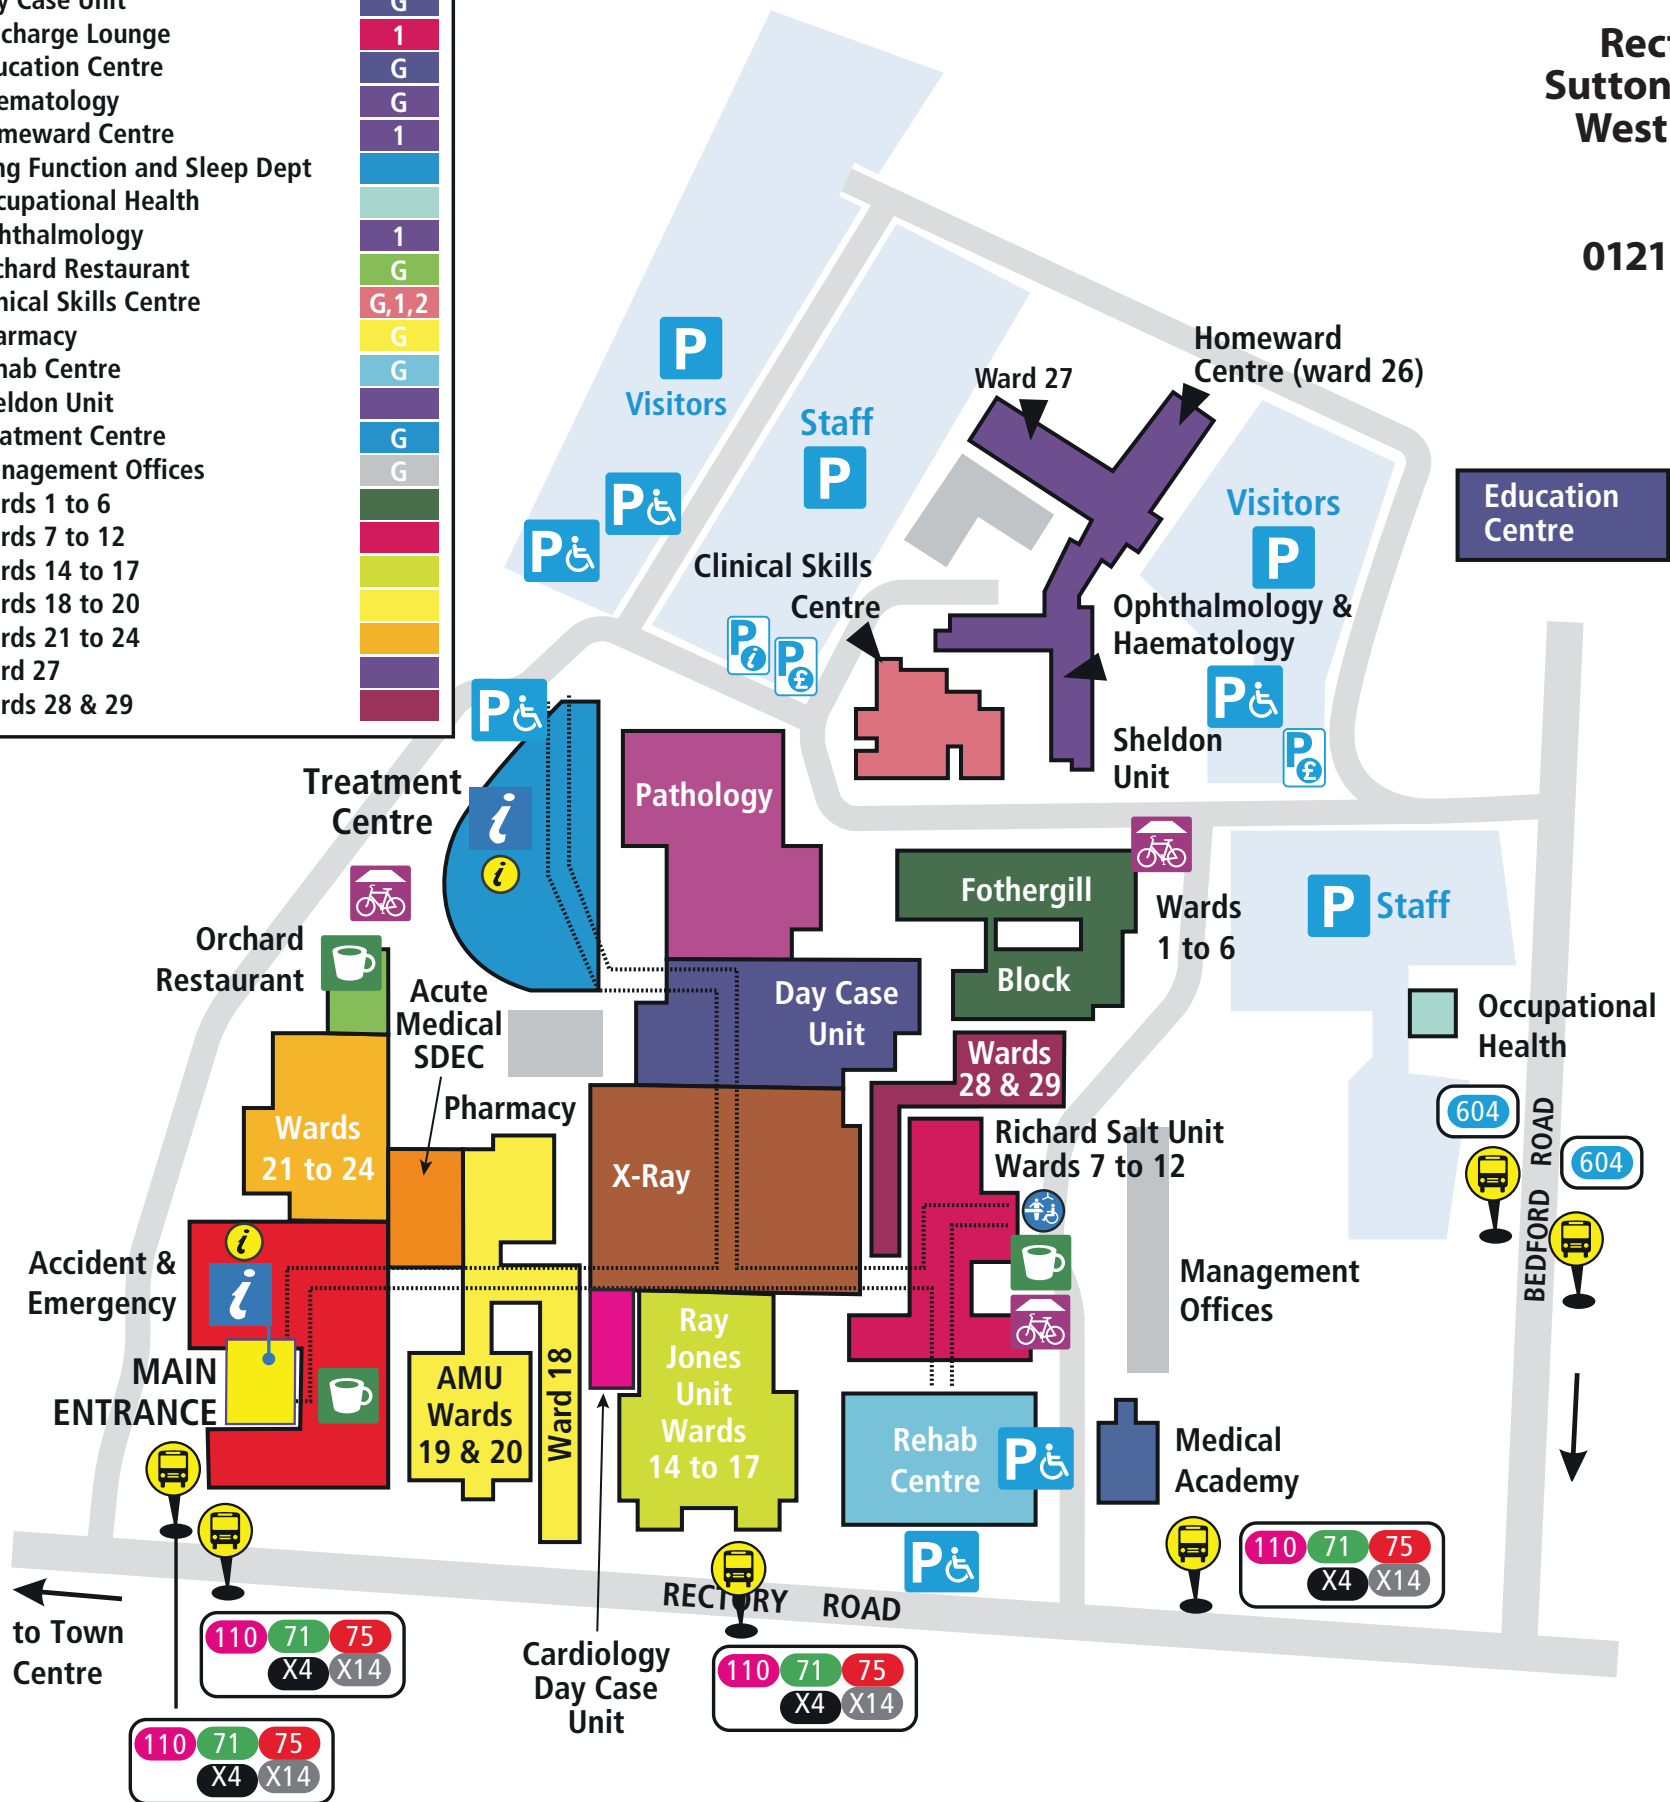 y Case Unit G
charge Lounge 1
ucation Centre G
ematology G
meward Centre 1
ng Function and Sleep Dept
cupational Health
hthalmology 1
chard Restaurant G
nical Skills Centre G,1,2
armacy G
hab Centre G
eldon Unit
eatment Centre G
nagement Offices G
rds 1 to 6
rds 7 to 12
rds 14 to 17
rds 18 to 20
rds 21 to 24
rd 27
rds 28 & 29
Rect
Sutton
West
0121
P
Visitors
Staff
P
Ward 27
Homeward
Centre (ward 26)
Visitors
P
Education
Centre
P
P
Clinical Skills
Centre
P i
P £
Ophthalmology &
Haematology
P
P £
Sheldon
Unit
P
Treatment
Centre
i
i
Pathology
Fothergill
Block
Wards
1 to 6
P Staff
Orchard
Restaurant
Acute
Medical
SDEC
Day Case
Unit
Occupational
Health
Wards
28 & 29
Pharmacy
604
604
BEDFORD ROAD
Wards
21 to 24
X-Ray
Richard Salt Unit
Wards 7 to 12
Accident &
Emergency
i
i
Management
Offices
MAIN
ENTRANCE
AMU
Wards
19 & 20
Ward 18
Ray
Jones
Unit
Wards
14 to 17
Rehab
Centre
P
Medical
Academy
P
RECTORY ROAD
to Town
Centre
Cardiology
Day Case
Unit
110 71 75
X4 X14
110 71 75
X4 X14
110 71 75
X4 X14
110 71 75
X4 X14